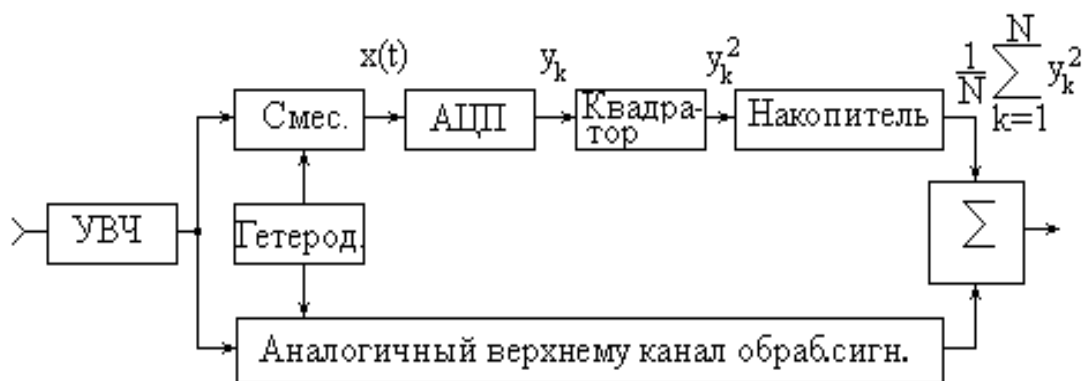 x(t)
y_k
y_k^2
1/N ∑_{k=1}^{N} y_k^2
Смес.
АЦП
Квадра-
тор
Накопитель
УВЧ
Гетерод.
∑
Аналогичный верхнему канал обраб.сигн.